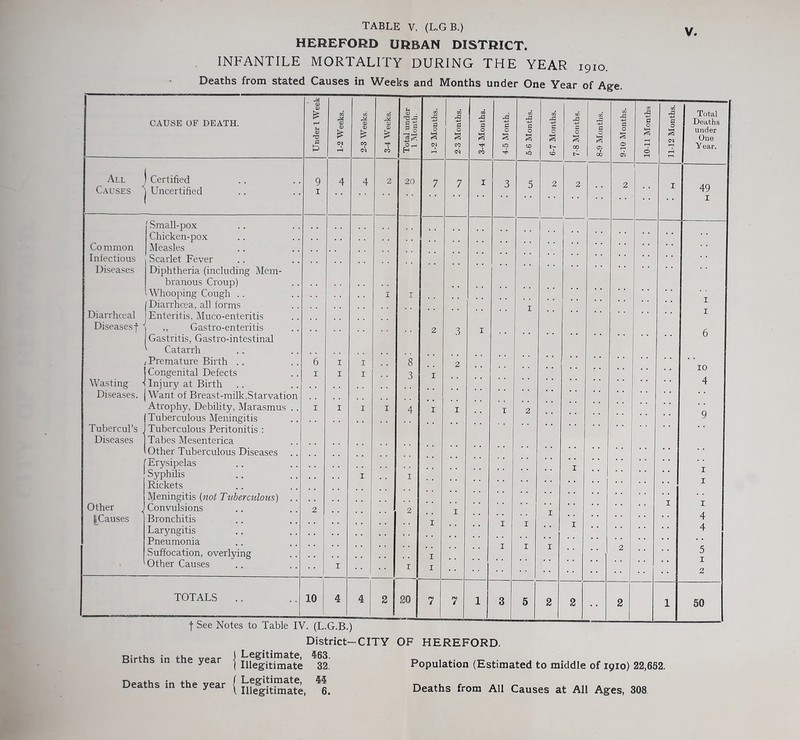 TABLE V. (L.G B.)
V.
HEREFORD URBAN DISTRICT.
INFANTILE MORTALITY DURING THE YEAR 1910.
Deaths from stated Causes in Weeks and Months under One Year of Age.
CAUSE OF DEATH. Under 1 Week 1-2 Weeks. 2-3 Weeks. 3-4 Weeks. Total under 1 Month. 1-2 Months. 2-3 Months. 3-4 Months. 4-5 Month. 5-6 Months. 6-7 Months. 7-8 Months. 8-9 Months. 9-10 Months. 10-11 Months 11-12 Months. Total Deaths under One Year.
All Causes
Certified 9 4 4 2 20 7 7 1 3 5 2 2 .. 2 .. 1 49
Uncertified 1 .. .. .. .. .. .. .. .. .. .. .. .. .. .. .. 1
Common Infectious Diseases
Small-pox
Chicken-pox
Measles
Scarlet Fever
Diphtheria (including Mem-
branous Croup)
Whooping Cough .. 1 1 1
Diarrhœal Diseases†
Diarrhœa, all forms 1 1
Enteritis, Muco-enteritis
,, Gastro-enteritis 2 3 1 6
Gastritis, Gastro-intestinal
Catarrh
Wasting Diseases.
Premature Birth .. 6 1 1 .. 8 .. 2 10
Congenital Defects 1 1 1 .. 3 1 4
Injury at Birth
Want of Breast-milk,Starvation
Atrophy, Debility, Marasmus .. 1 1 1 1 4 1 1 .. 1 2 9
Tubercul's Diseases
Tuberculous Meningitis
Tuberculous Peritonitis :
Tabes Mesenterica
Other Tuberculous Diseases
Other Causes
Erysipelas 1 1
Syphilis 1 .. 1 1
Rickets
Meningitis (not Tuberculous) .. 1 1
Convulsions 2 .. .. .. 2 .. 1 1 4
Bronchitis 1 .. .. 1 1 .. 1 4
Laryngitis
Pneumonia 1 1 1 .. .. 2 5
Suffocation, overlying 1 1
Other Causes 1 .. .. 1 1 2
TOTALS .. 10 4 4 2 20 7 7 1 3 5 2 2 .. 2 1 50
† See Notes to Table IV. (L.G.B.)
District—CITY OF HEREFORD.
Births in the year { Legitimate, 463.
Illegitimate 32.
Population (Estimated to middle of 1910) 22,652.
Deaths in the year { Legitimate, 44
Illegitimate, 6.
Deaths from All Causes at All Ages, 308